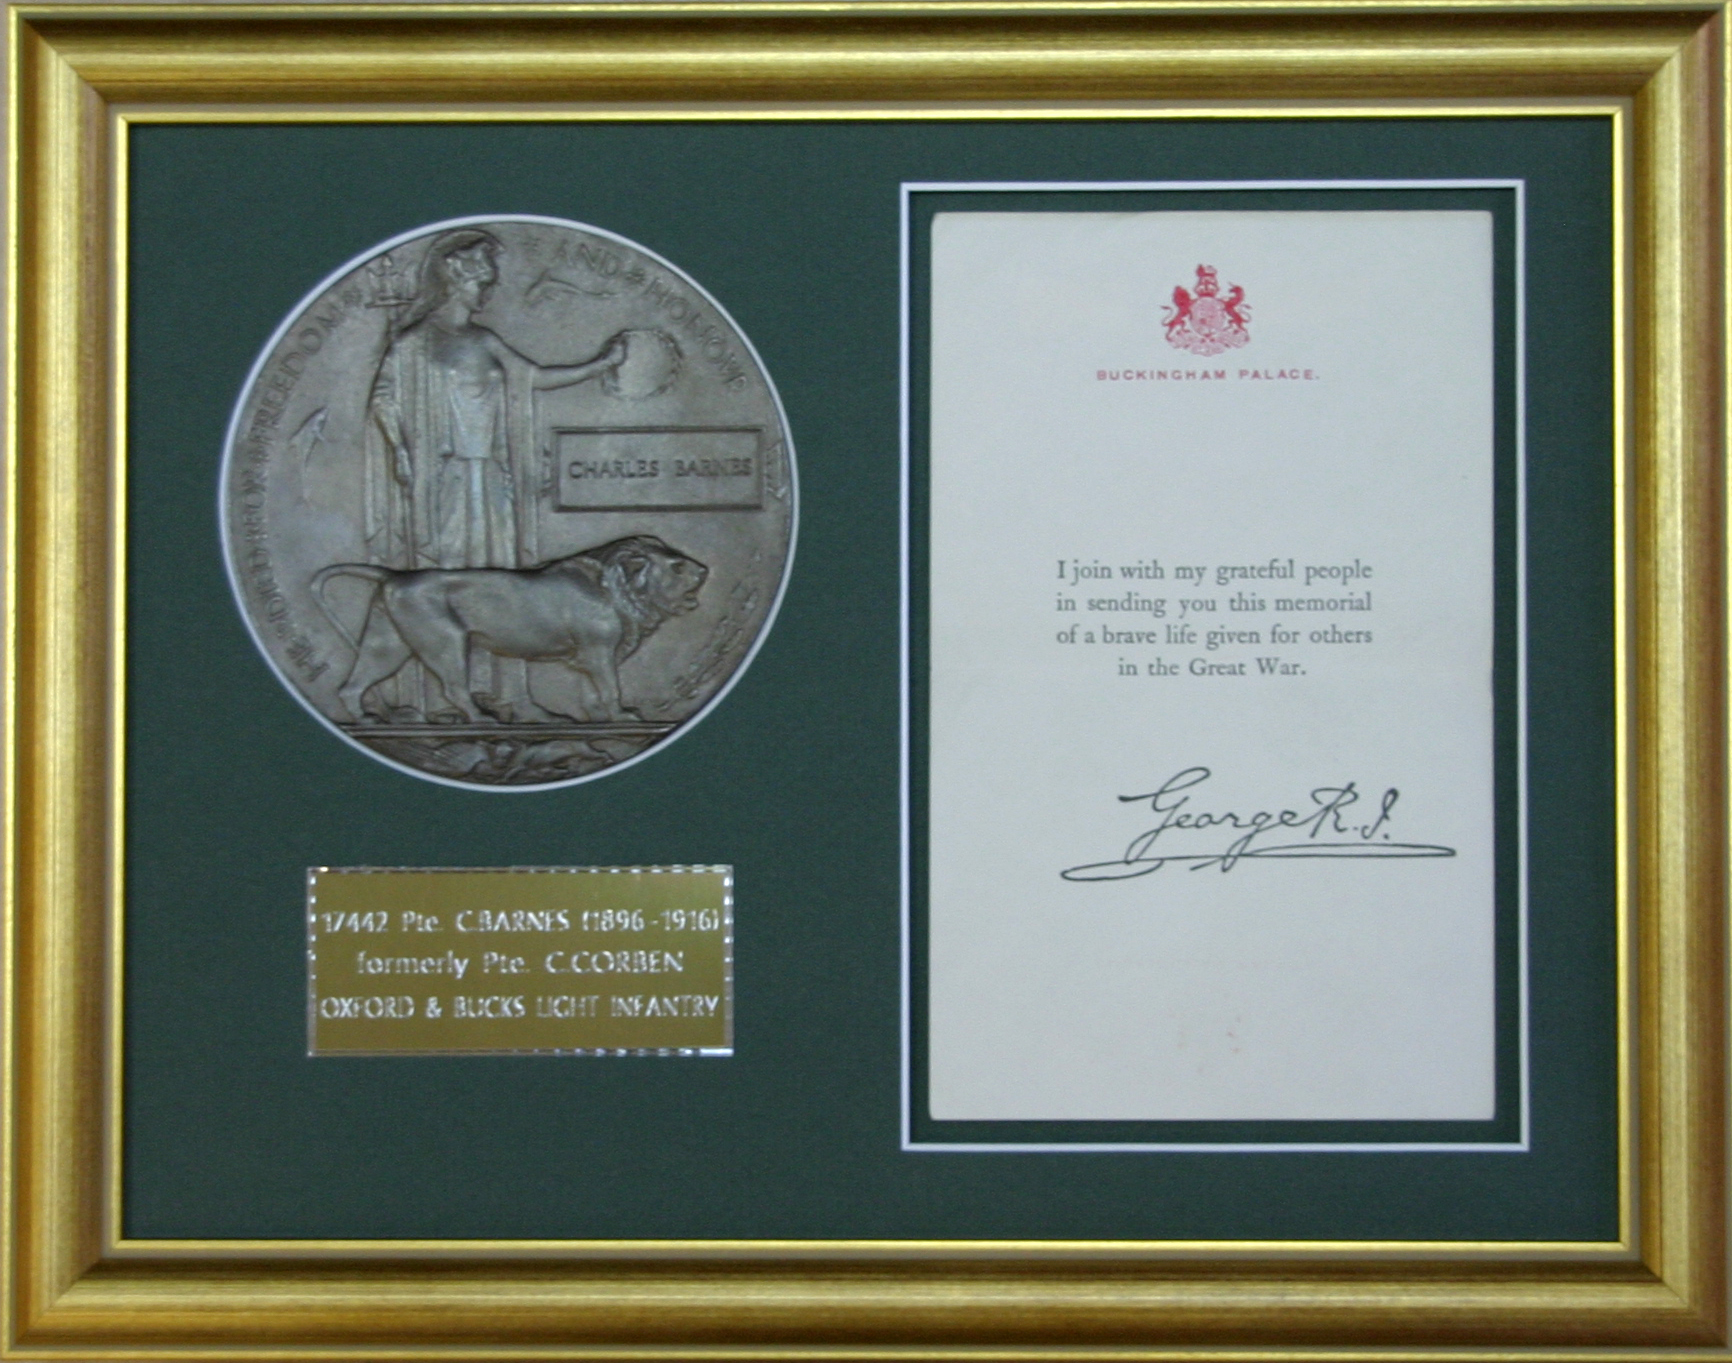 HE DIED FOR FREEDOM AND HONOUR
CHARLES BARNES
17442 Pte. C.BARNES (1896-1916)
formerly Pte. C.CORBEN
OXFORD & BUCKS LIGHT INFANTRY
BUCKINGHAM PALACE.
I join with my grateful people
in sending you this memorial
of a brave life given for others
in the Great War.
George R.I.